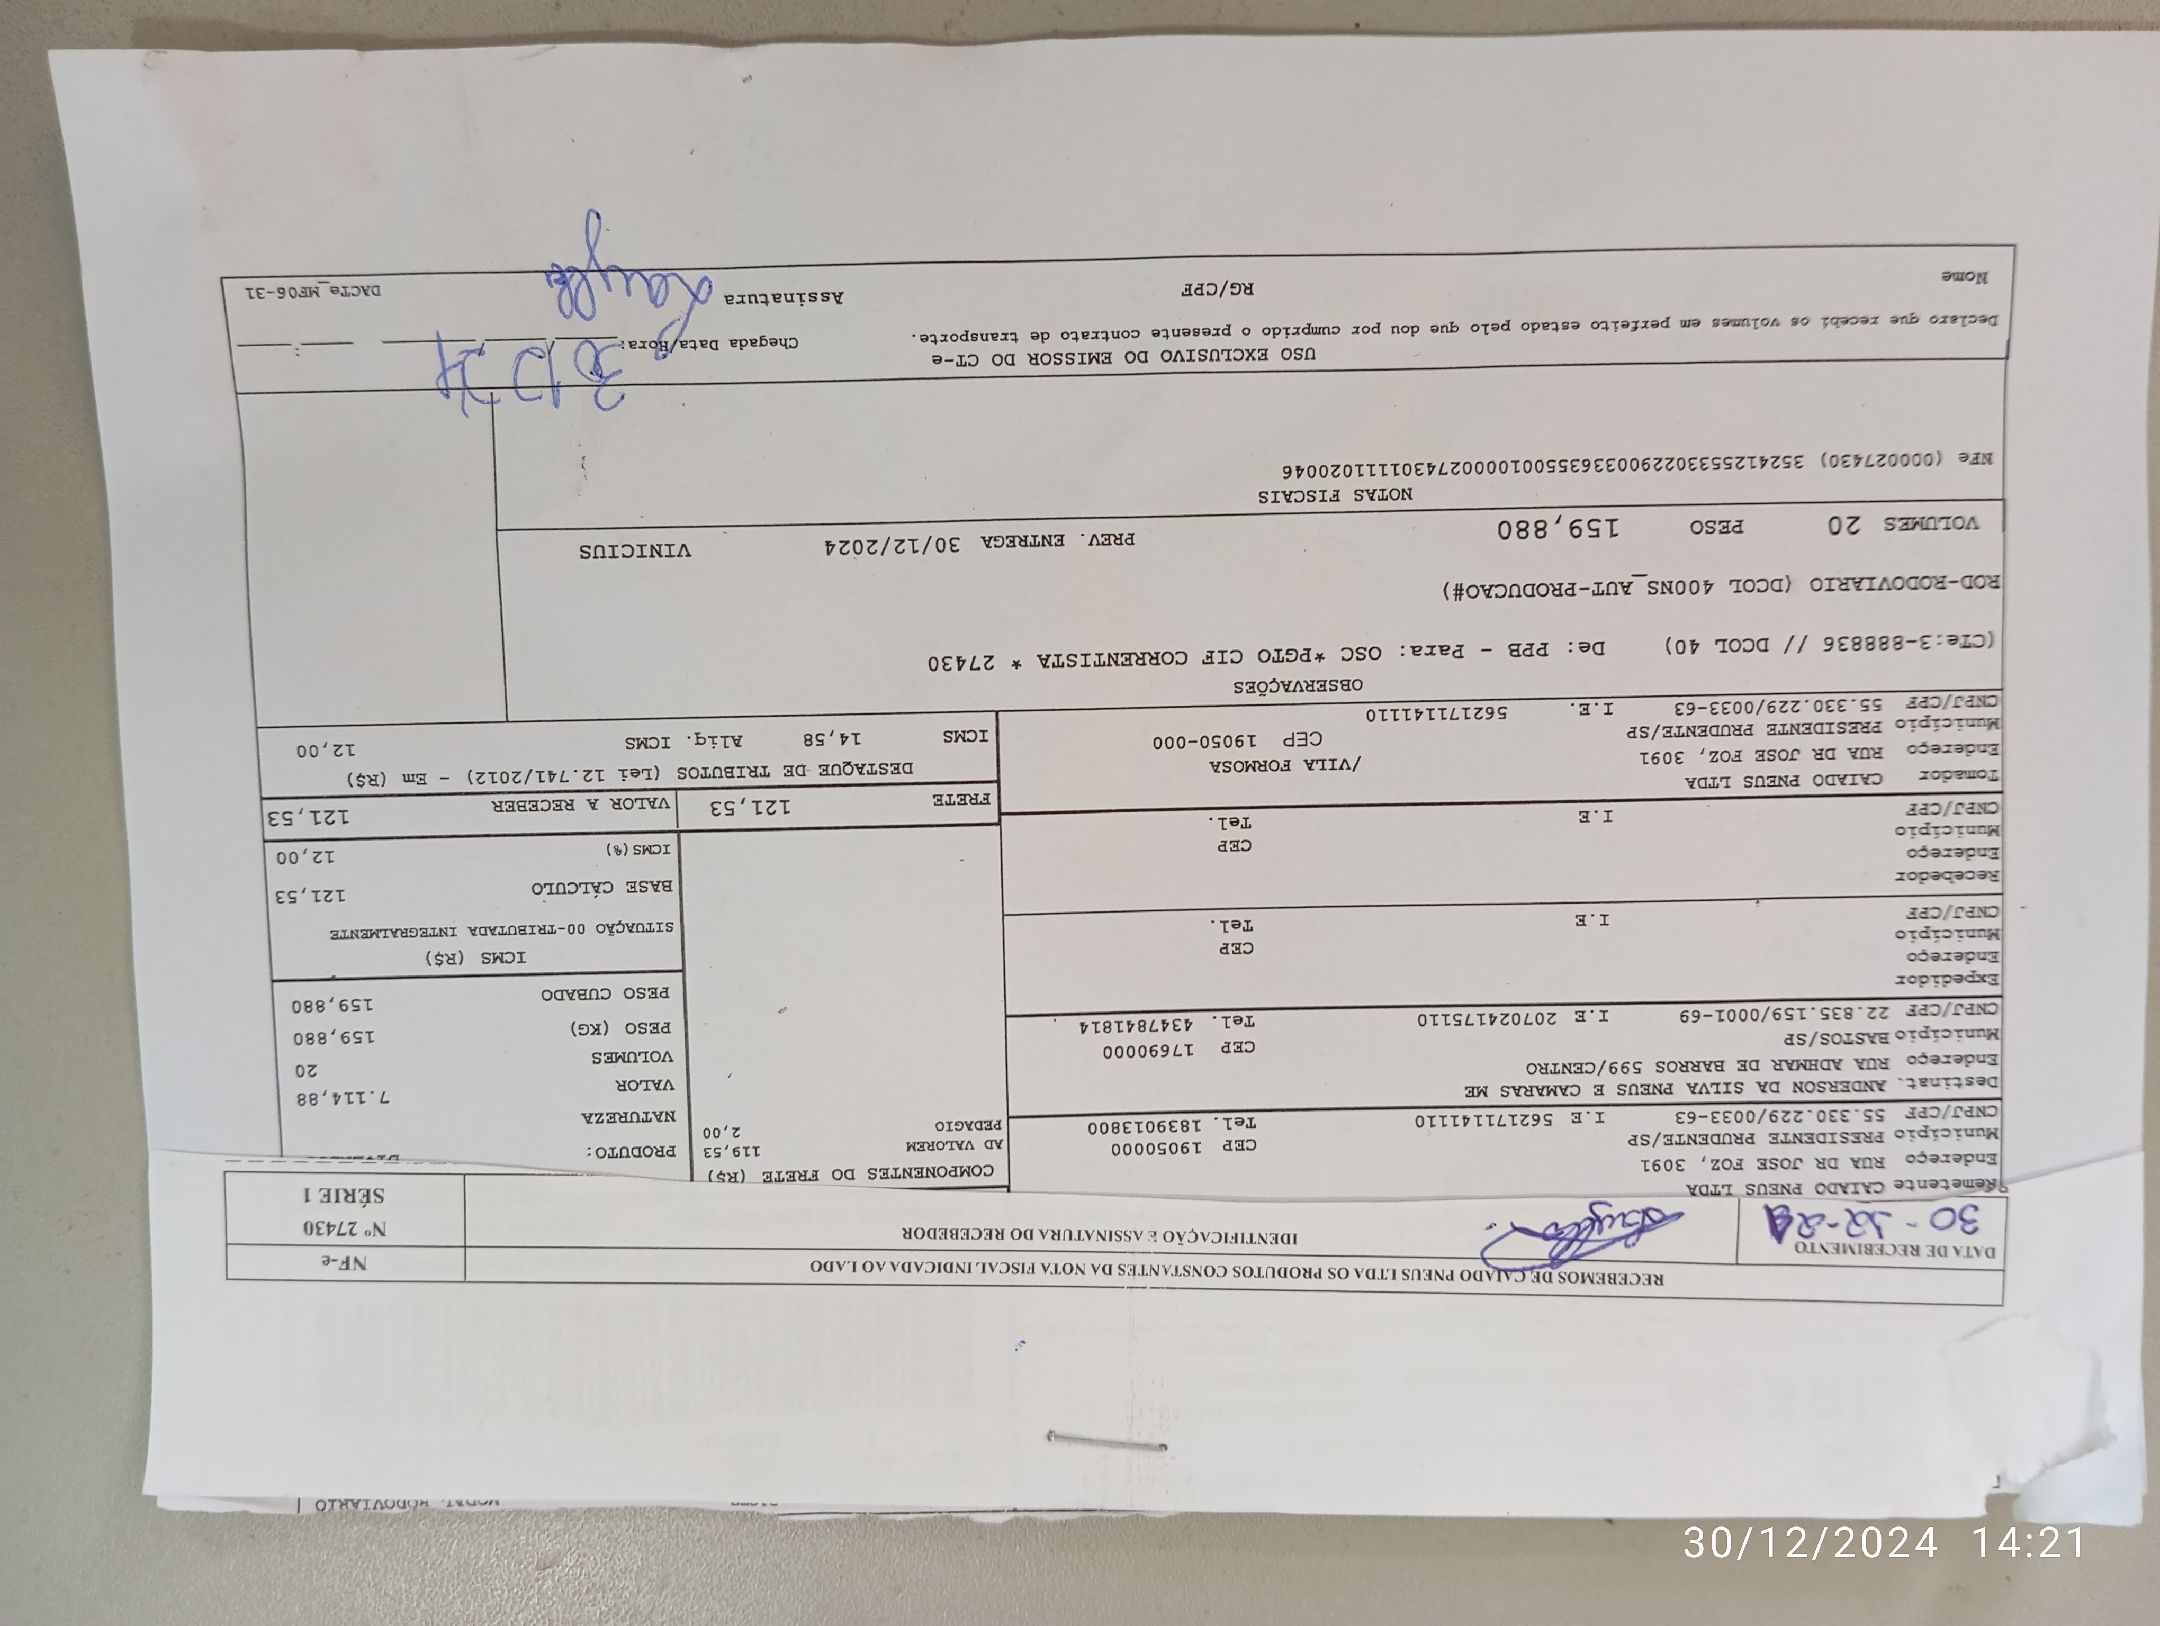 RECEBEMOS DE CAIADO PNEUS LTDA OS PRODUTOS CONSTANTES DA NOTA FISCAL INDICADA AO LADO
NF-e
DATA DE RECEBIMENTO
IDENTIFICAÇÃO E ASSINATURA DO RECEBEDOR
Nº 27430
SÉRIE 1
30-12-24
Remetente CAIADO PNEUS LTDA
Endereço RUA DR JOSE FOZ, 3091
Município PRESIDENTE PRUDENTE/SP CEP 19050000
CNPJ/CPF 55.330.229/0033-63 I.E 562171141110 Tel. 1839013800
Destinat. ANDERSON DA SILVA PNEUS E CAMARAS ME
Endereço RUA ADHMAR DE BARROS 599/CENTRO
Município BASTOS/SP CEP 17690000
CNPJ/CPF 22.835.159/0001-69 I.E 207024175110 Tel. 434784l814
Expedidor
Endereço
Município CEP
CNPJ/CPF I.E Tel.
Recebedor
Endereço
Município CEP
CNPJ/CPF I.E Tel.
Tomador CAIADO PNEUS LTDA
Endereço RUA DR JOSE FOZ, 3091 /VILA FORMOSA
Município PRESIDENTE PRUDENTE/SP CEP 19050-000
CNPJ/CPF 55.330.229/0033-63 I.E. 562171141110
COMPONENTES DO FRETE (R$)
AD VALOREM 119,53
PEDAGIO 2,00
PRODUTO:
NATUREZA
VALOR 7.114,88
VOLUMES 20
PESO (KG) 159,880
PESO CUBADO 159,880
ICMS (R$)
SITUAÇÃO 00-TRIBUTADA INTEGRALMENTE
BASE CÁLCULO 121,53
ICMS(%) 12,00
FRETE 121,53 VALOR A RECEBER 121,53
DESTAQUE DE TRIBUTOS (Lei 12.741/2012) - Em (R$)
ICMS 14,58 Aliq. ICMS 12,00
OBSERVAÇÕES
(CTe:3-888836 // DCOL 40) De: PPB - Para: OSC *PGTO CIF CORRENTISTA * 27430
ROD-RODOVIARIO (DCOL 400NS_AUT-PRODUCAO#)
VOLUMES 20 PESO 159,880 PREV. ENTREGA 30/12/2024 VINICIUS
NOTAS FISCAIS
NFe (000027430) 35241255330229003363550010000274301111020046
USO EXCLUSIVO DO EMISSOR DO CT-e
Declaro que recebi os volumes em perfeito estado pelo que dou por cumprido o presente contrato de transporte.
Chegada Data/Hora: ___/___/___ ___:___
30 12 24
Nome RG/CPF Assinatura DACTe_MF06-31
MODAL RODOVIARIO
30/12/2024 14:21